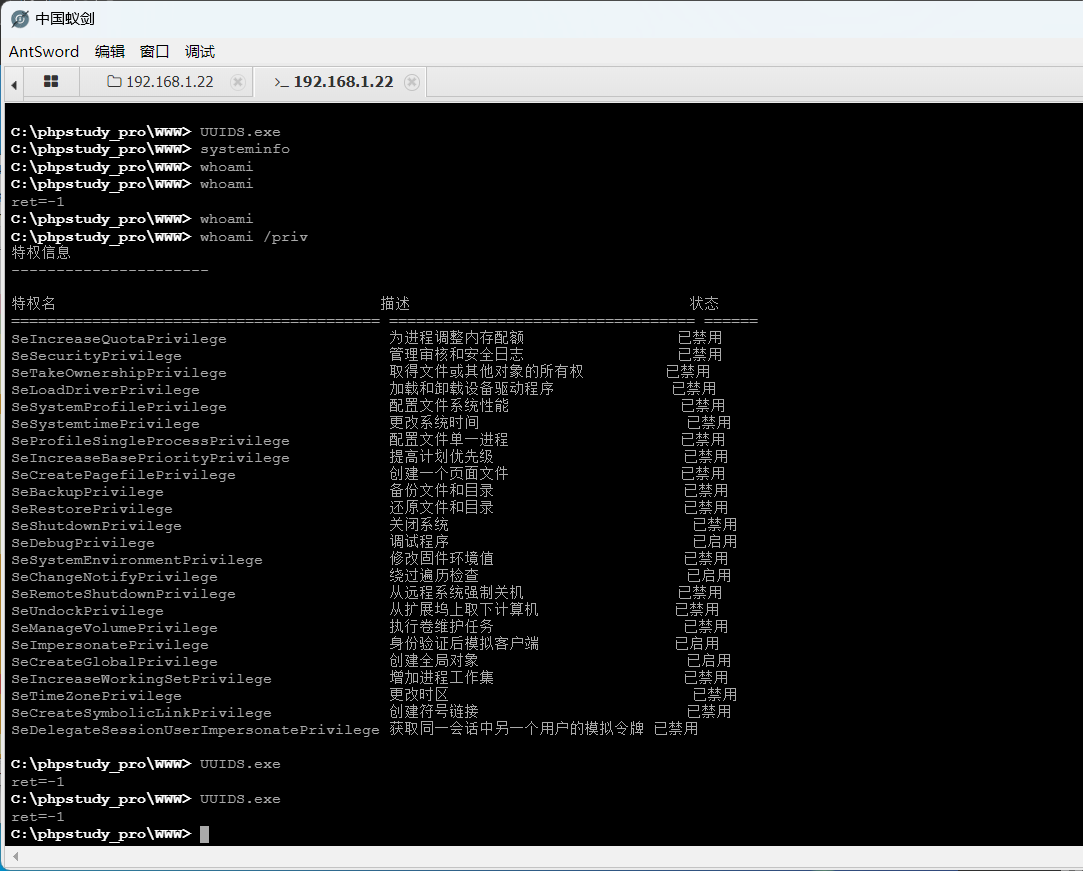 中国蚁剑
AntSword 编辑 窗口 调试
192.168.1.22 >_ 192.168.1.22
C:\phpstudy_pro\WWW> UUIDS.exe
C:\phpstudy_pro\WWW> systeminfo
C:\phpstudy_pro\WWW> whoami
C:\phpstudy_pro\WWW> whoami
ret=-1
C:\phpstudy_pro\WWW> whoami
C:\phpstudy_pro\WWW> whoami /priv
特权信息
----------------------
特权名 描述 状态
========================================= ================================== ======
SeIncreaseQuotaPrivilege 为进程调整内存配额 已禁用
SeSecurityPrivilege 管理审核和安全日志 已禁用
SeTakeOwnershipPrivilege 取得文件或其他对象的所有权 已禁用
SeLoadDriverPrivilege 加载和卸载设备驱动程序 已禁用
SeSystemProfilePrivilege 配置文件系统性能 已禁用
SeSystemtimePrivilege 更改系统时间 已禁用
SeProfileSingleProcessPrivilege 配置文件单一进程 已禁用
SeIncreaseBasePriorityPrivilege 提高计划优先级 已禁用
SeCreatePagefilePrivilege 创建一个页面文件 已禁用
SeBackupPrivilege 备份文件和目录 已禁用
SeRestorePrivilege 还原文件和目录 已禁用
SeShutdownPrivilege 关闭系统 已禁用
SeDebugPrivilege 调试程序 已启用
SeSystemEnvironmentPrivilege 修改固件环境值 已禁用
SeChangeNotifyPrivilege 绕过遍历检查 已启用
SeRemoteShutdownPrivilege 从远程系统强制关机 已禁用
SeUndockPrivilege 从扩展坞上取下计算机 已禁用
SeManageVolumePrivilege 执行卷维护任务 已禁用
SeImpersonatePrivilege 身份验证后模拟客户端 已启用
SeCreateGlobalPrivilege 创建全局对象 已启用
SeIncreaseWorkingSetPrivilege 增加进程工作集 已禁用
SeTimeZonePrivilege 更改时区 已禁用
SeCreateSymbolicLinkPrivilege 创建符号链接 已禁用
SeDelegateSessionUserImpersonatePrivilege 获取同一会话中另一个用户的模拟令牌 已禁用
C:\phpstudy_pro\WWW> UUIDS.exe
ret=-1
C:\phpstudy_pro\WWW> UUIDS.exe
ret=-1
C:\phpstudy_pro\WWW>